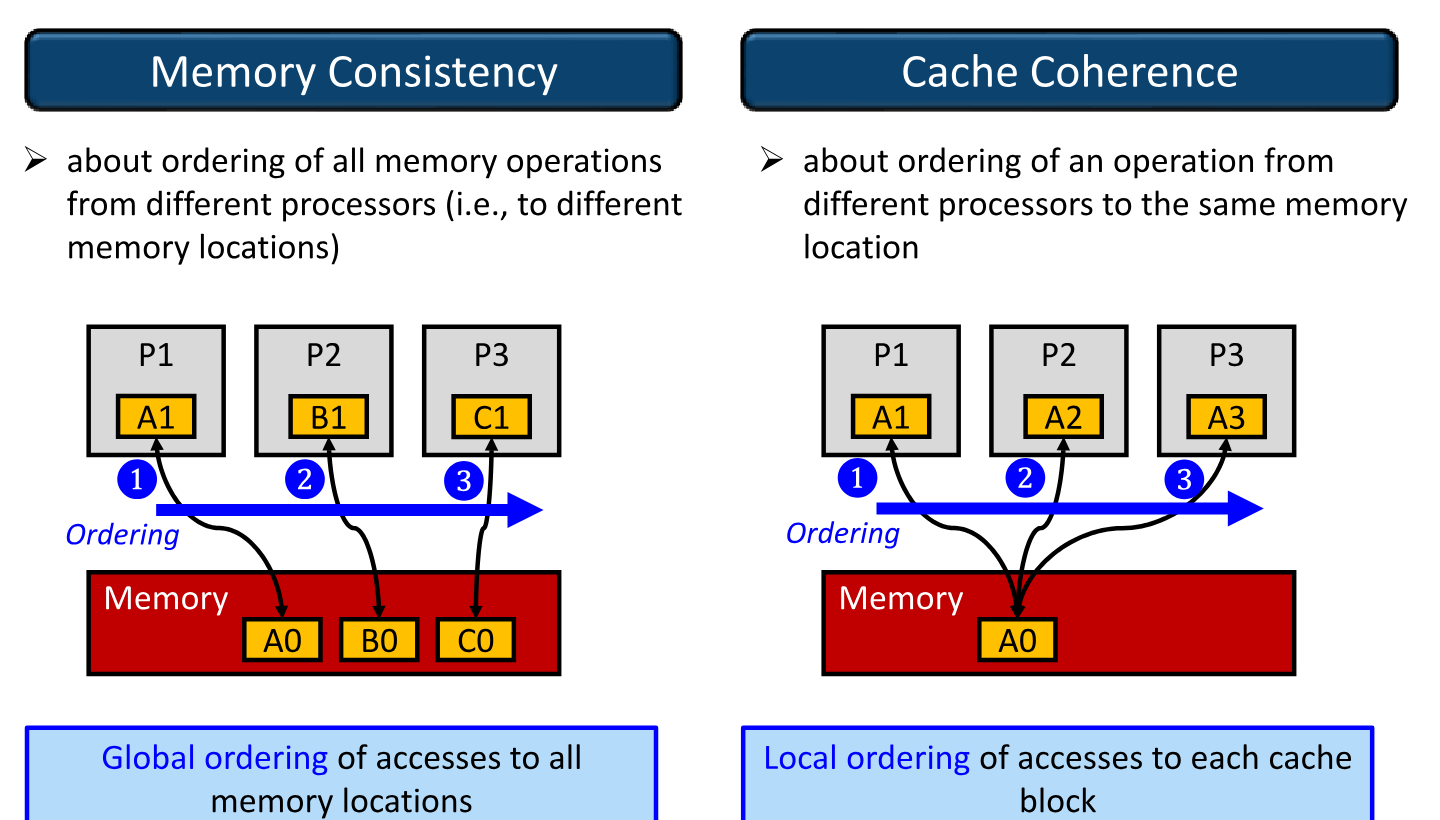 Memory Consistency
➢ about ordering of all memory operations
from different processors (i.e., to different
memory locations)
P1
P2
P3
A1
B1
C1
1
2
3
Ordering
Memory
A0
B0
C0
Global ordering of accesses to all
memory locations
Cache Coherence
➢ about ordering of an operation from
different processors to the same memory
location
P1
P2
P3
A1
A2
A3
1
2
3
Ordering
Memory
A0
Local ordering of accesses to each cache
block